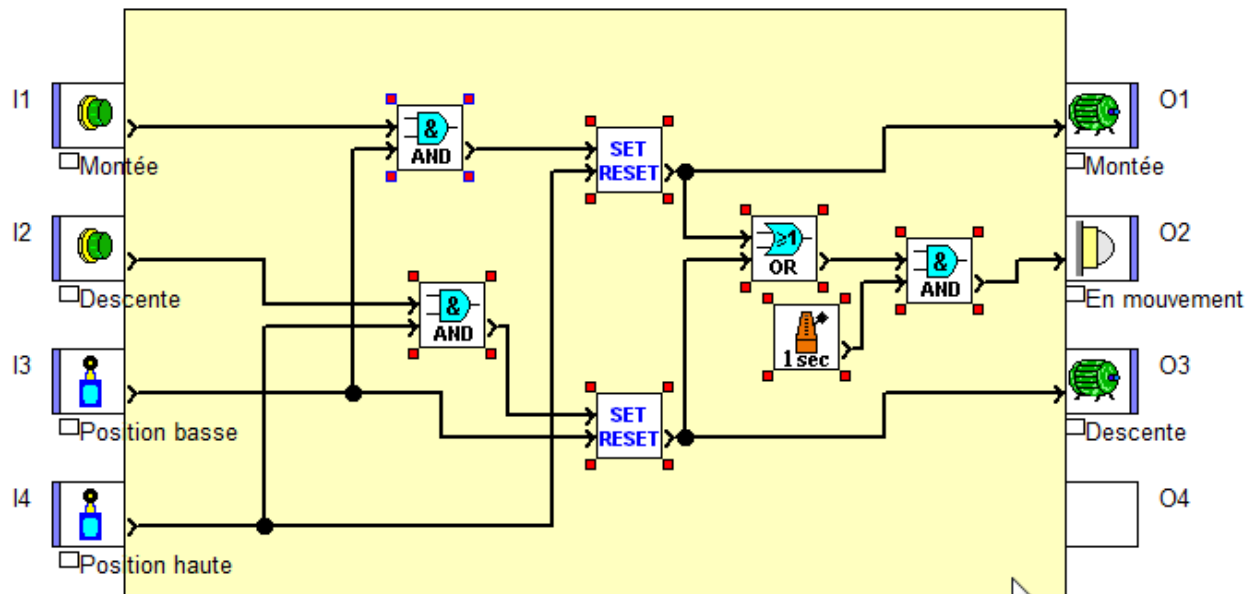 I1
Montée
I2
Descente
I3
Position basse
I4
Position haute
&
AND
&
AND
SET
RESET
SET
RESET
≥1
OR
1 sec
&
AND
O1
Montée
O2
En mouvement
O3
Descente
O4